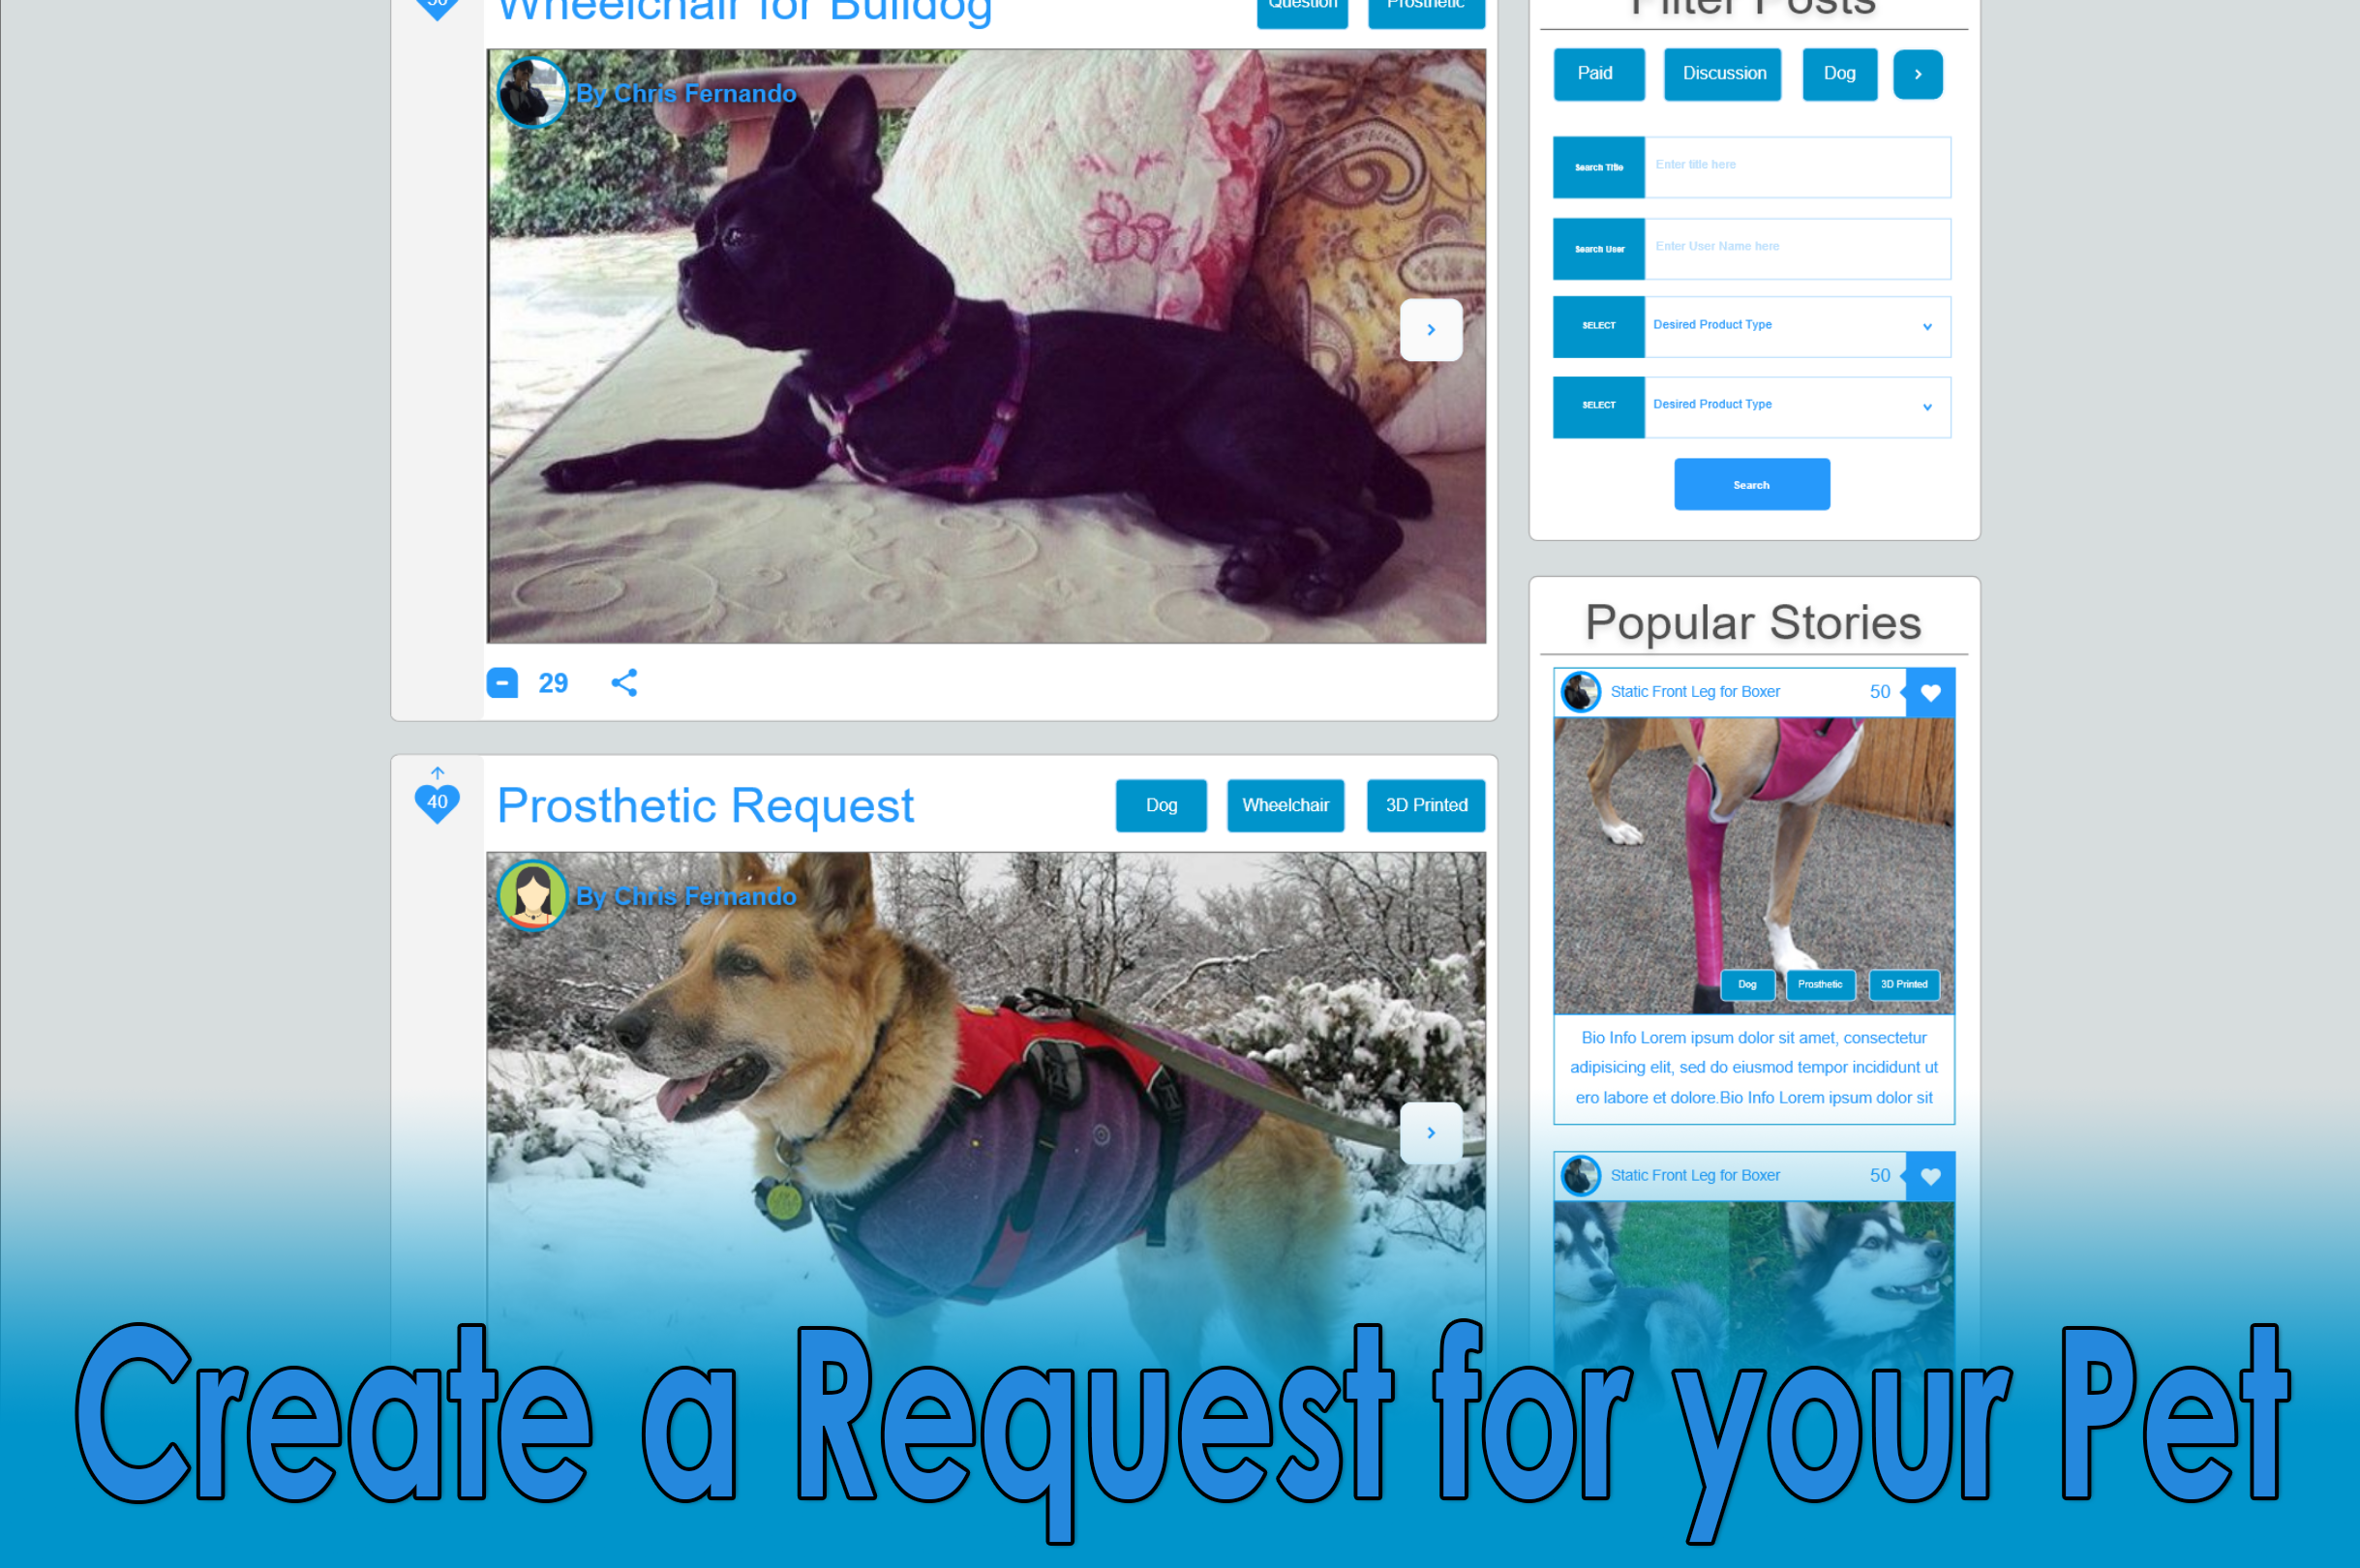 50
Wheelchair for Bulldog
Question
Prosthetic
By Chris Fernando
29
40
Prosthetic Request
Dog
Wheelchair
3D Printed
By Chris Fernando
Filter Posts
Paid
Discussion
Dog
Search Title
Enter title here
Search User
Enter User Name here
SELECT
Desired Product Type
SELECT
Desired Product Type
Search
Popular Stories
Static Front Leg for Boxer
50
Dog
Prosthetic
3D Printed
Bio Info Lorem ipsum dolor sit amet, consectetur
adipisicing elit, sed do eiusmod tempor incididunt ut
ero labore et dolore.Bio Info Lorem ipsum dolor sit
Static Front Leg for Boxer
50
Create a Request for your Pet